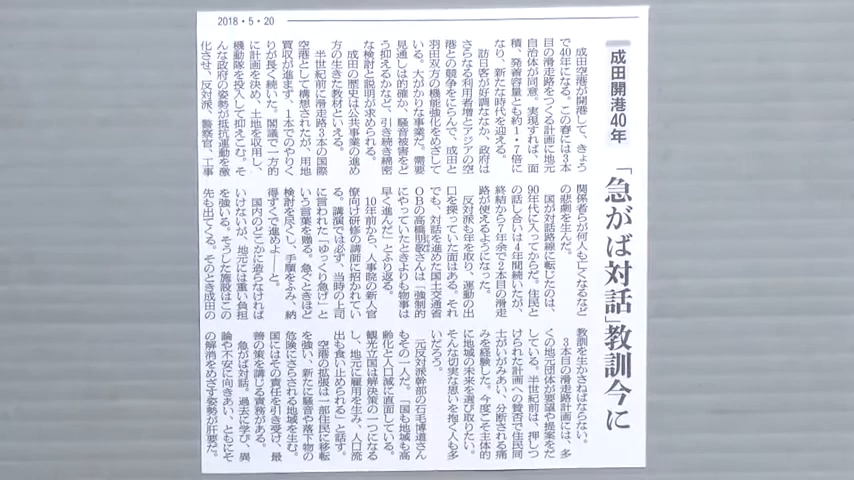 2018・5・20
成田開港40年
「急がば対話」教訓今に
成田空港が開港して、きょう
で40年になる。この春には3本
目の滑走路をつくる計画に地元
自治体が同意。実現すれば、面
積、発着容量とも約1・7倍に
なり、新たな時代を迎える。
訪日客が好調ななか、政府は
さらなる利用者増とアジアの空
港との競争をにらんで、成田と
羽田双方の機能強化をめざして
いる。大がかりな事業だ。需要
見通しは的確か、騒音被害をど
う抑えるかなど、引き続き綿密
な検討と説明が求められる。
成田の歴史は公共事業の進め
方の生きた教材といえる。
半世紀前に滑走路3本の国際
空港として構想されたが、用地
買収が進まず、1本でのやりく
りが長く続いた。閣議で一方的
に計画を決め、土地を収用し、
機動隊を投入して抑えこむ。そ
んな政府の姿勢が抵抗運動を激
化させ、反対派、警察官、工事
関係者らが何人も亡くなるなど
の悲劇を生んだ。
国が対話路線に転じたのは、
90年代に入ってからだ。住民と
の話し合いは4年間続いたが、
終結から7年余で2本目の滑走
路が使えるようになった。
反対派も年を取り、運動の出
口を探っていた面はある。それ
でも、対話を進めた国土交通省
OBの高橋朋敬さんは「強制的
にやっていたときよりも物事は
早く進んだ」とふり返る。
10年前から、人事院の新人官
僚向け研修の講師に招かれてい
る。講演では必ず、当時の上司
に言われた「ゆっくり急げ」と
いう言葉を贈る。急ぐときほど
検討を尽くし、手順をふみ、納
得ずくで進めよ――と。
国内のどこかに造らなければ
いけないが、地元には重い負担
を強いる。そうした施設はこの
先も出てくる。そのとき成田の
教訓を生かさねばならない。
3本目の滑走路計画には、多
くの地元団体が要望や提案をだ
している。半世紀前は、押しつ
けられた計画への賛否で住民同
士がいがみあい、分断される痛
みを経験した。今度こそ主体的
に地域の未来を選び取りたい。
そんな切実な思いを抱く人も多
いだろう。
元反対派幹部の石毛博道さん
もその一人だ。「国も地域も高
齢化と人口減に直面している。
観光立国は解決策の一つになる
し、地元に雇用を生み、人口流
出も食い止められる」と話す。
空港の拡張は一部住民に移転
を強い、新たに騒音や落下物の
危険にさらされる地域を生む。
国にはその責任を引き受け、最
善の策を講じる責務がある。
急がば対話。過去に学び、異
論や不安に向きあい、ともにそ
の解消をめざす姿勢が肝要だ。